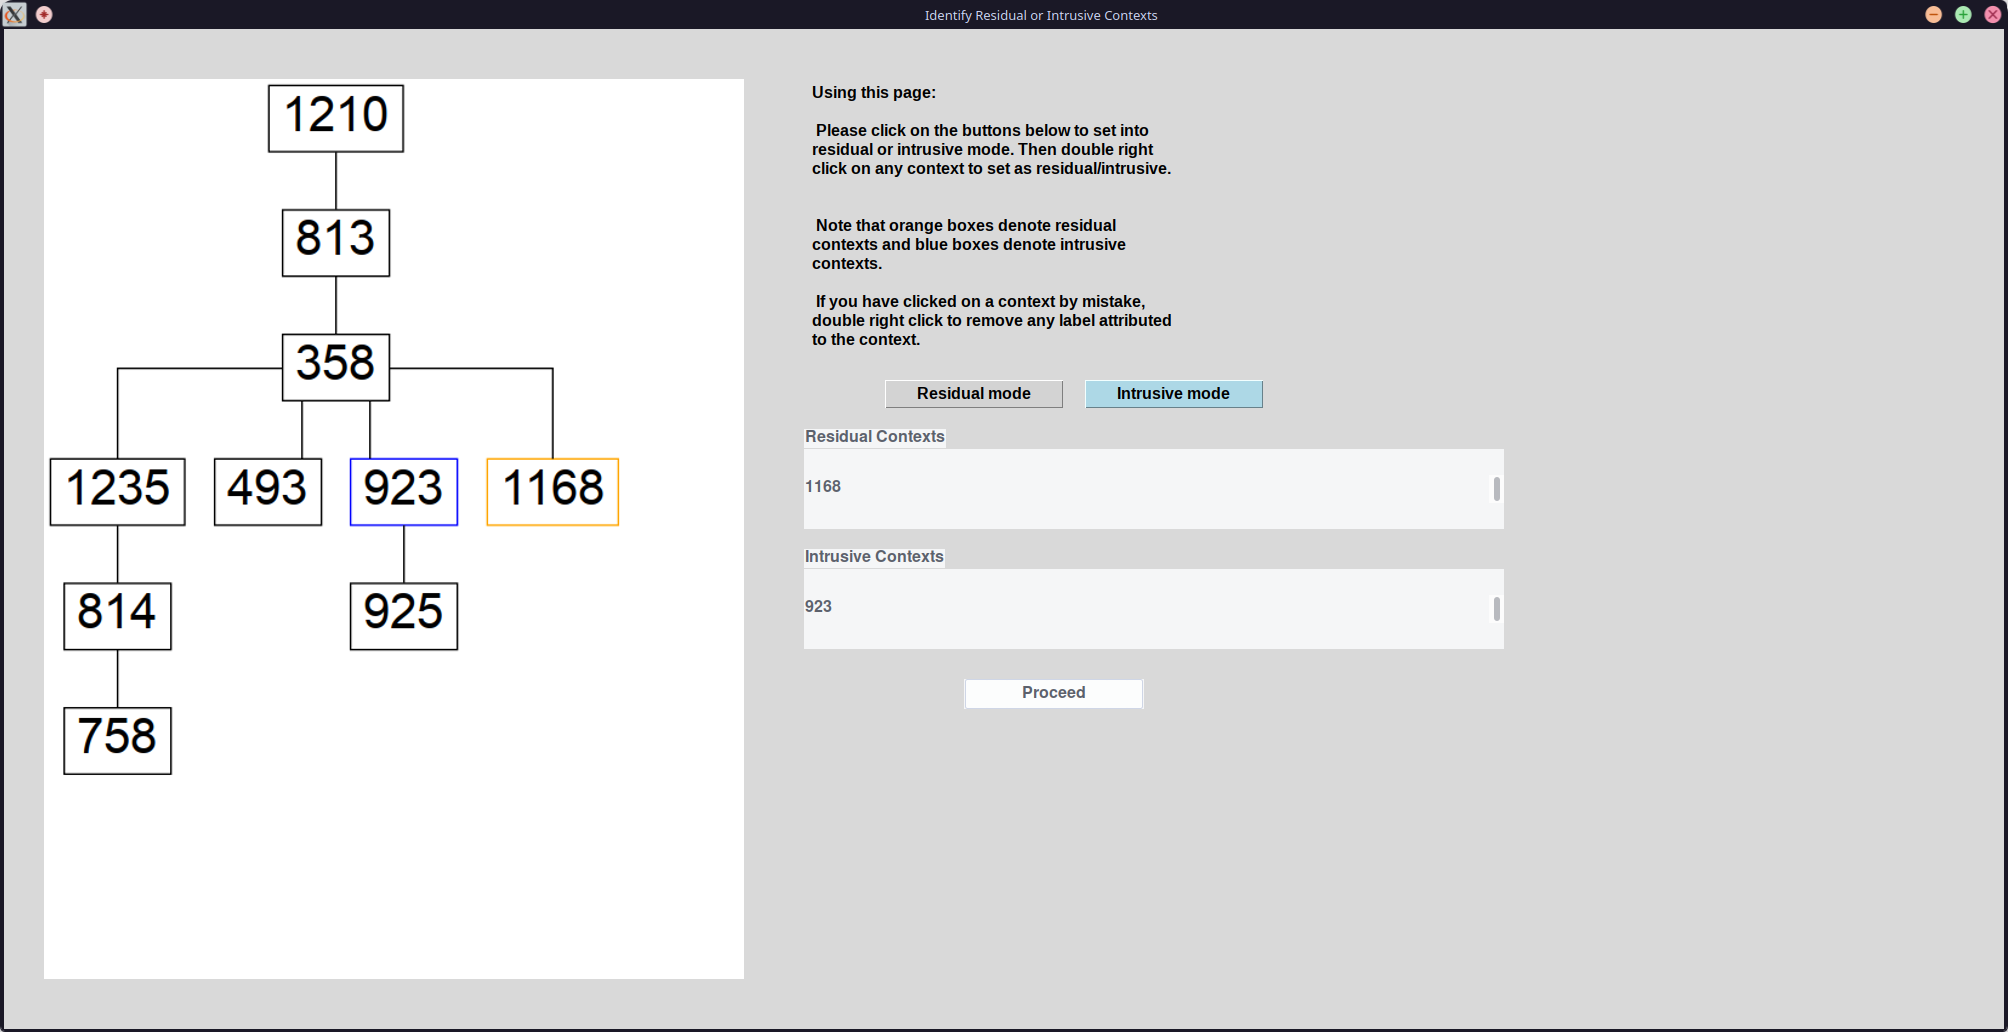 Identify Residual or Intrusive Contexts
1210
813
358
1235 493 923 1168
814 925
758
Using this page:
Please click on the buttons below to set into
residual or intrusive mode. Then double right
click on any context to set as residual/intrusive.
Note that orange boxes denote residual
contexts and blue boxes denote intrusive
contexts.
If you have clicked on a context by mistake,
double right click to remove any label attributed
to the context.
Residual mode Intrusive mode
Residual Contexts
1168
Intrusive Contexts
923
Proceed